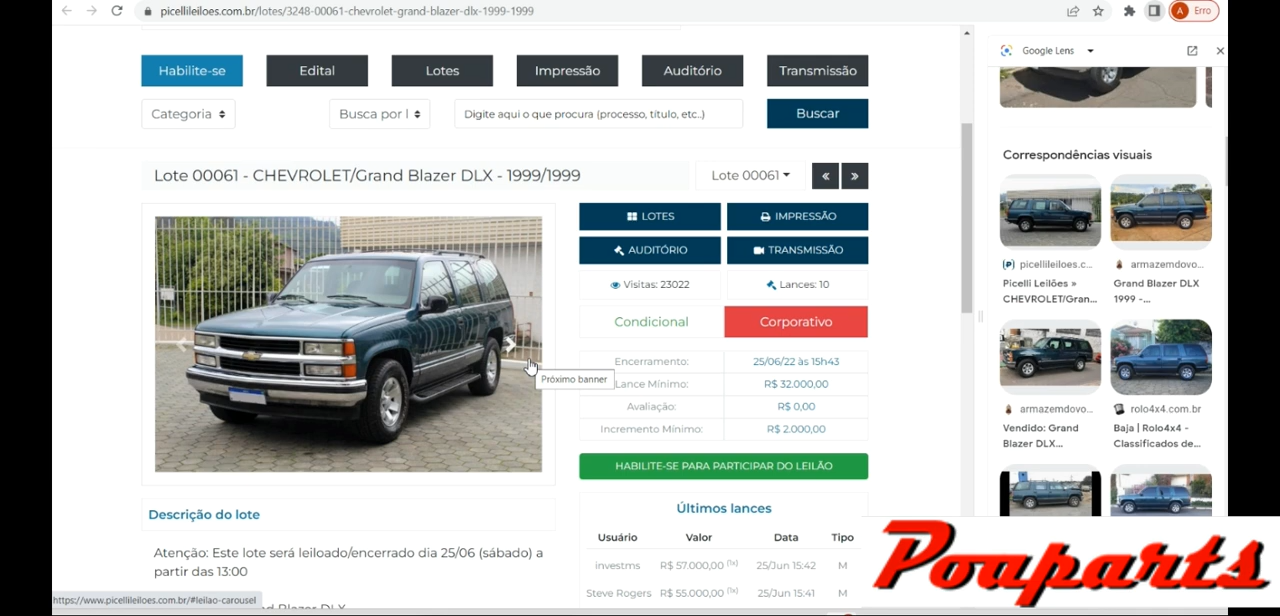 picellileiloes.com.br/lotes/3248-00061-chevrolet-grand-blazer-dlx-1999-1999
A Erro
Habilite-se Edital Lotes Impressão Auditório Transmissão
Categoria Busca por l Digite aqui o que procura (processo, título, etc..) Buscar
Lote 00061 - CHEVROLET/Grand Blazer DLX - 1999/1999
Lote 00061 « »
LOTES IMPRESSÃO
AUDITÓRIO TRANSMISSÃO
Visitas: 23022 Lances: 10
Condicional Corporativo
Encerramento: 25/06/22 às 15h43
Lance Mínimo: R$ 32.000,00
Avaliação: R$ 0,00
Incremento Mínimo: R$ 2.000,00
Próximo banner
HABILITE-SE PARA PARTICIPAR DO LEILÃO
Últimos lances
Usuário Valor Data Tipo
investms R$ 57.000,00 (1x) 25/Jun 15:42 M
Steve Rogers R$ 55.000,00 (1x) 25/Jun 15:41 M
Descrição do lote
Atenção: Este lote será leiloado/encerrado dia 25/06 (sábado) a
partir das 13:00
nd Blazer DLX
https://www.picellileiloes.com.br/#leilao-carousel
Google Lens
Correspondências visuais
picellileiloes.c...
Picelli Leilões »
CHEVROLET/Gran...
armazemdovo...
Grand Blazer DLX
1999 -...
armazemdovo...
Vendido: Grand
Blazer DLX...
rolo4x4.com.br
Baja | Rolo4x4 -
Classificados de...
Poaparts